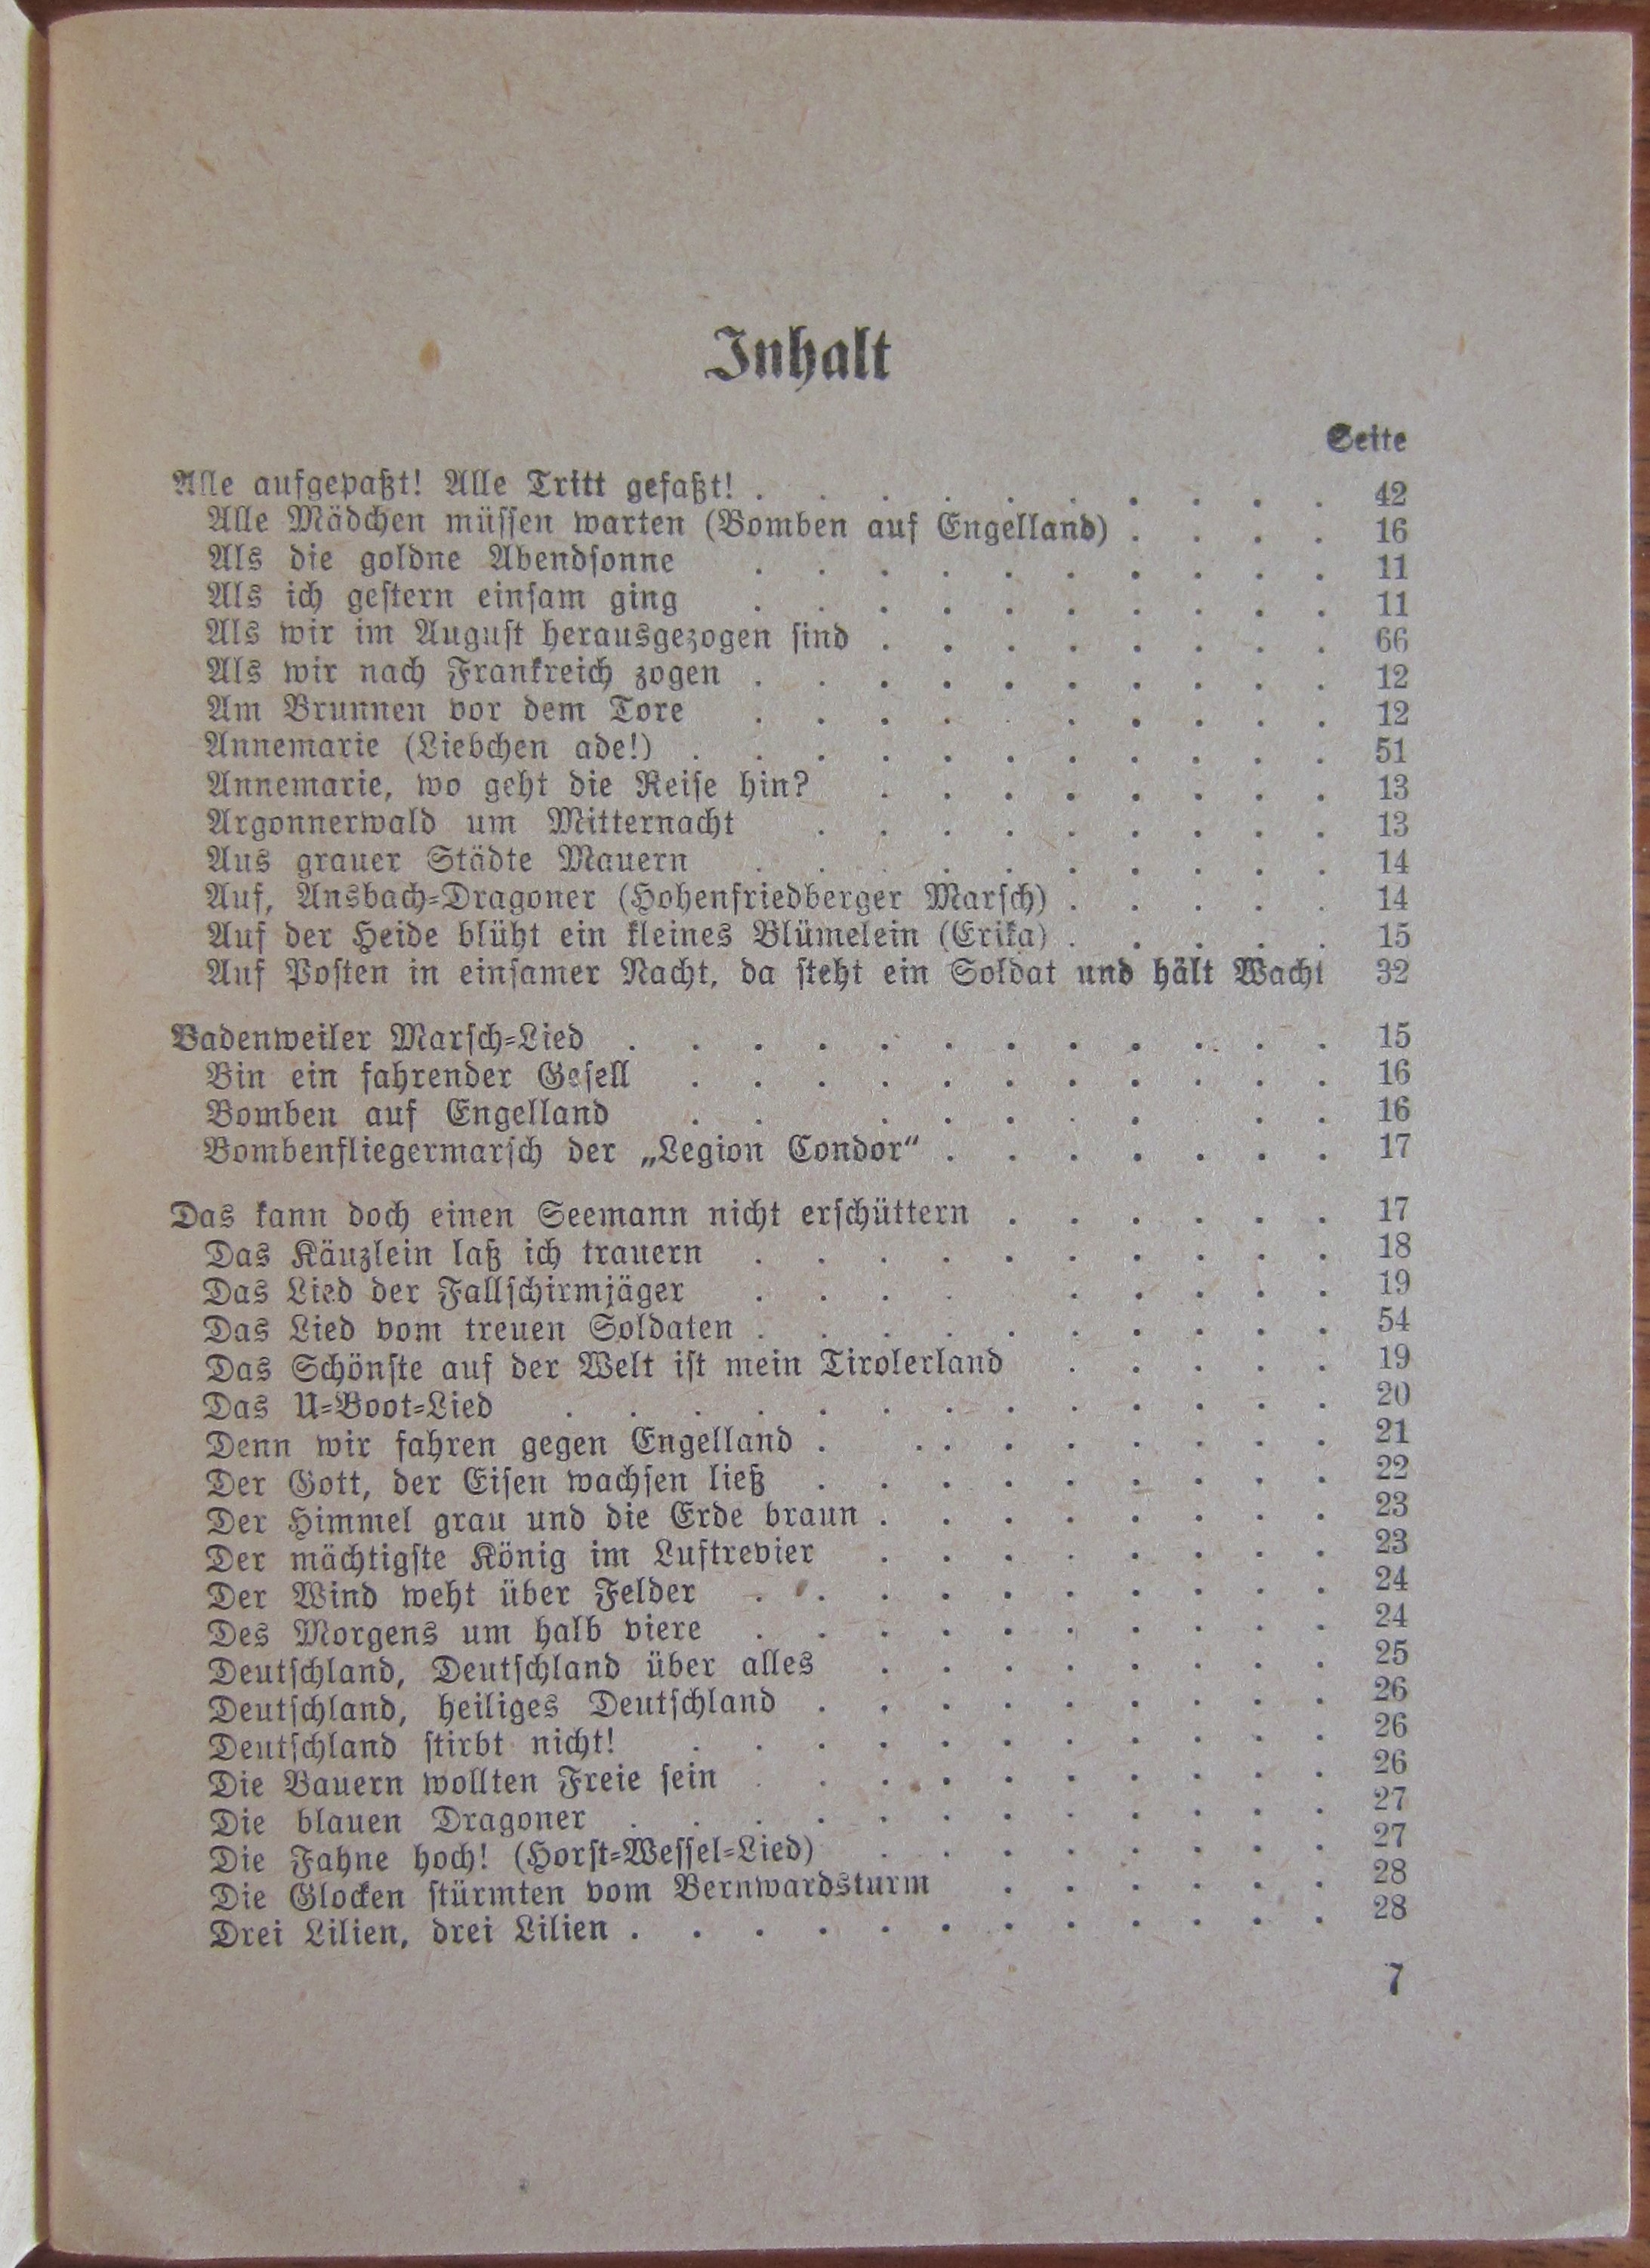 Inhalt
Seite
Alle aufgepaßt! Alle Tritt gefaßt! . . . . . . . . . . 42
Alle Mädchen müssen warten (Bomben auf Engelland) . . . . 16
Als die goldne Abendsonne . . . . . . . . . . 11
Als ich gestern einsam ging . . . . . . . . . . 11
Als wir im August herausgezogen sind . . . . . . . . 66
Als wir nach Frankreich zogen . . . . . . . . . . 12
Am Brunnen vor dem Tore . . . . . . . . . 12
Annemarie (Liebchen ade!) . . . . . . . . . . . 51
Annemarie, wo geht die Reise hin? . . . . . . . . 13
Argonnerwald um Mitternacht . . . . . . . . . 13
Aus grauer Städte Mauern . . . . . . . . . . 14
Auf, Ansbach-Dragoner (Hohenfriedberger Marsch) . . . . . 14
Auf der Heide blüht ein kleines Blümelein (Erika) . . . . . 15
Auf Posten in einsamer Nacht, da steht ein Soldat und hält Wacht 32
Badenweiler Marsch-Lied . . . . . . . . . . . . 15
Bin ein fahrender Gesell . . . . . . . . . . . 16
Bomben auf Engelland . . . . . . . . . 16
Bombenfliegermarsch der „Legion Condor“ . . . . . . . 17
Das kann doch einen Seemann nicht erschüttern . . . . . . 17
Das Käuzlein laß ich trauern . . . . . . . . . . 18
Das Lied der Fallschirmjäger . . . . . . . . . 19
Das Lied vom treuen Soldaten . . . . . . . . . . 54
Das Schönste auf der Welt ist mein Tirolerland . . . . . 19
Das U-Boot-Lied . . . . . . . . . . . . . 20
Denn wir fahren gegen Engelland . . . . . . . . . 21
Der Gott, der Eisen wachsen ließ . . . . . . . . . 22
Der Himmel grau und die Erde braun . . . . . . . . 23
Der mächtigste König im Luftrevier . . . . . . . . 23
Der Wind weht über Felder . . . . . . . . . . 24
Des Morgens um halb viere . . . . . . . . . . 24
Deutschland, Deutschland über alles . . . . . . . . 25
Deutschland, heiliges Deutschland . . . . . . . . . 26
Deutschland stirbt nicht! . . . . . . . . . . . 26
Die Bauern wollten Freie sein . . . . . . . . . . 26
Die blauen Dragoner . . . . . . . . . . . . 27
Die Fahne hoch! (Horst-Wessel-Lied) . . . . . . . . 27
Die Glocken stürmten vom Bernwardsturm . . . . . . 28
Drei Lilien, drei Lilien . . . . . . . . . . . . 28
7